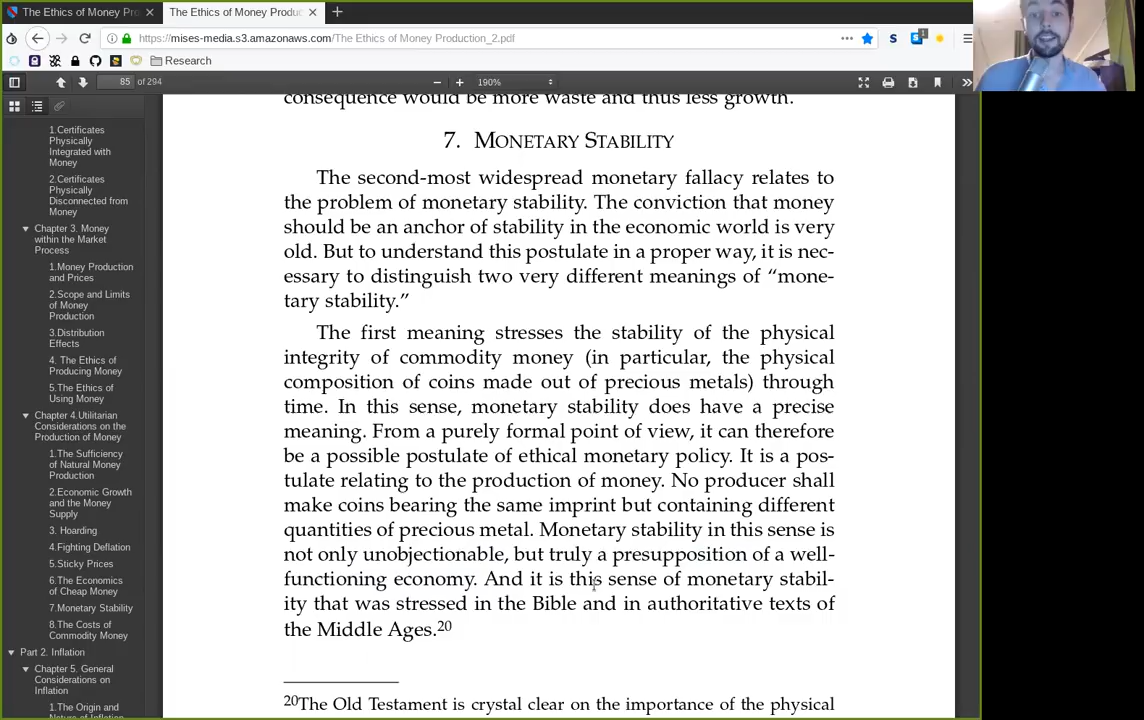 The Ethics of Money Produc
The Ethics of Money Produc
https://mises-media.s3.amazonaws.com/The Ethics of Money Production_2.pdf
S
1
Research
85 of 294
190%
1.Certificates
Physically
Integrated with
Money
2.Certificates
Physically
Disconnected from
Money
Chapter 3. Money
within the Market
Process
1.Money Production
and Prices
2.Scope and Limits
of Money
Production
3.Distribution
Effects
4. The Ethics of
Producing Money
5.The Ethics of
Using Money
Chapter 4.Utilitarian
Considerations on the
Production of Money
1.The Sufficiency
of Natural Money
Production
2.Economic Growth
and the Money
Supply
3. Hoarding
4.Fighting Deflation
5.Sticky Prices
6.The Economics
of Cheap Money
7.Monetary Stability
8.The Costs of
Commodity Money
Part 2. Inflation
Chapter 5. General
Considerations on
Inflation
1.The Origin and
Nature of Inflation
consequence would be more waste and thus less growth.
7. MONETARY STABILITY
The second-most widespread monetary fallacy relates to
the problem of monetary stability. The conviction that money
should be an anchor of stability in the economic world is very
old. But to understand this postulate in a proper way, it is nec-
essary to distinguish two very different meanings of “mone-
tary stability.”
The first meaning stresses the stability of the physical
integrity of commodity money (in particular, the physical
composition of coins made out of precious metals) through
time. In this sense, monetary stability does have a precise
meaning. From a purely formal point of view, it can therefore
be a possible postulate of ethical monetary policy. It is a pos-
tulate relating to the production of money. No producer shall
make coins bearing the same imprint but containing different
quantities of precious metal. Monetary stability in this sense is
not only unobjectionable, but truly a presupposition of a well-
functioning economy. And it is this sense of monetary stabil-
ity that was stressed in the Bible and in authoritative texts of
the Middle Ages.20
20The Old Testament is crystal clear on the importance of the physical